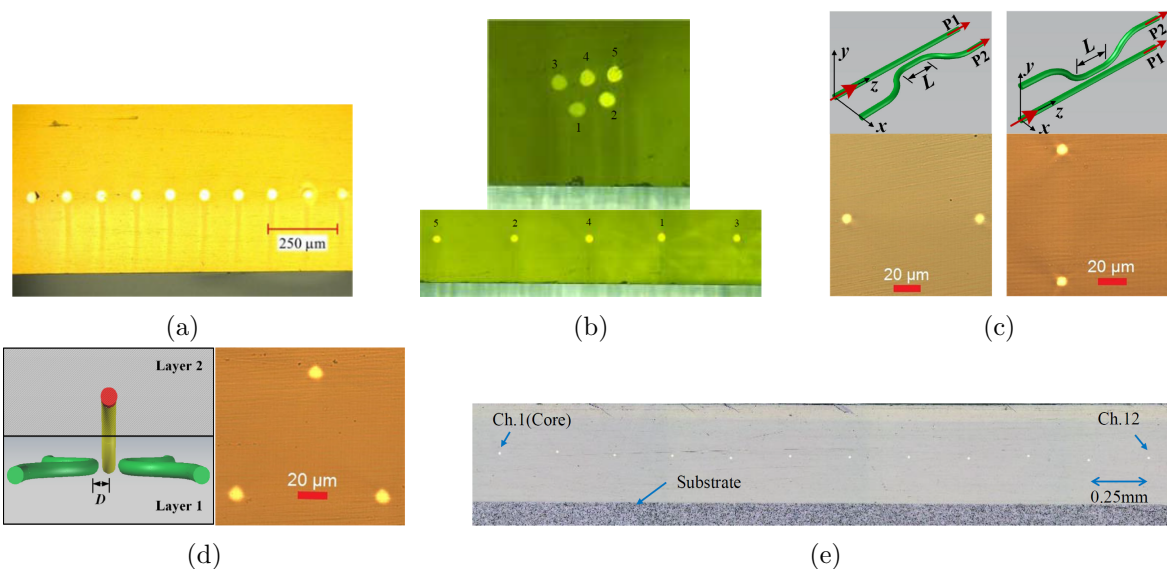 250 μm
(a)
3
4
5
1
2
5
2
4
1
3
(b)
y
P1
P2
L
z
x
20 μm
P2
P1
y
L
z
x
20 μm
(c)
Layer 2
D
Layer 1
20 μm
(d)
Ch.1(Core)
Ch.12
Substrate
0.25mm
(e)